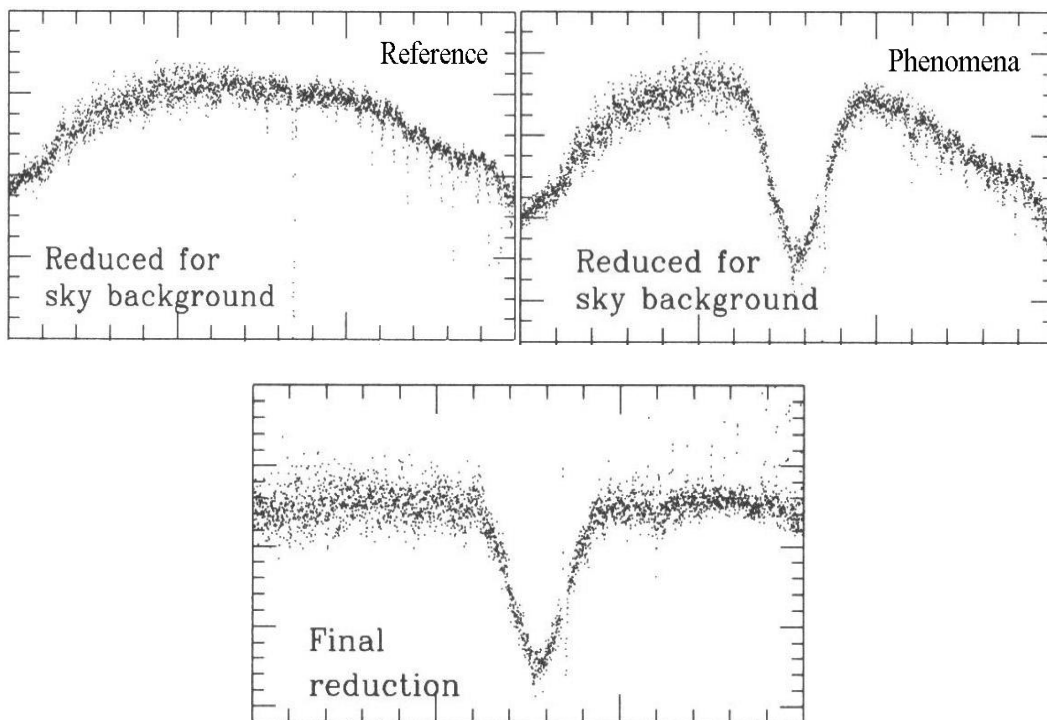 Reference
Reduced for
sky background
Phenomena
Reduced for
sky background
Final
reduction